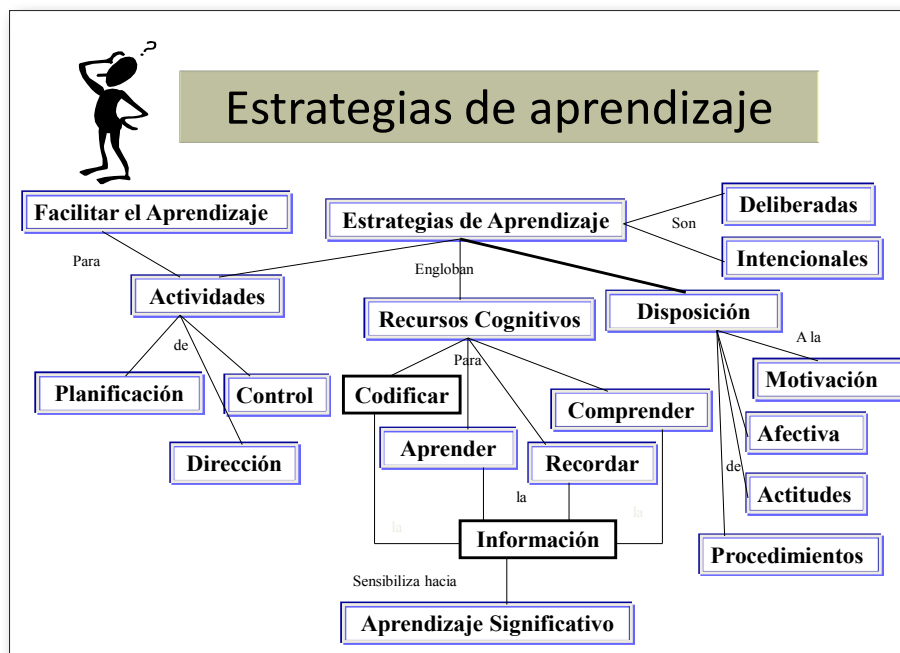 ?
Estrategias de aprendizaje
Facilitar el Aprendizaje
Estrategias de Aprendizaje
Deliberadas
Son
Intencionales
Para
Engloban
Actividades
Recursos Cognitivos
Disposición
de
Para
A la
Planificación
Control
Codificar
Comprender
Motivación
Dirección
Aprender
Recordar
Afectiva
de
Actitudes
la
la
la
Información
Procedimientos
Sensibiliza hacia
Aprendizaje Significativo